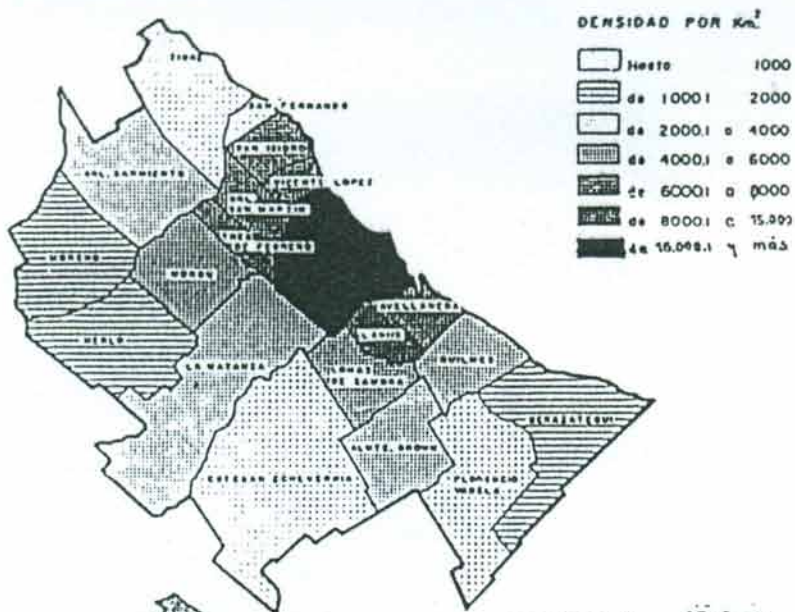 DENSIDAD POR Km²
Hasta 1000
de 1000.1 2000
de 2000.1 a 4000
de 4000.1 a 6000
de 6000.1 a 8000
de 8000.1 a 15.000
de 15.000.1 y más
TIGRE
SAN FERNANDO
SAN ISIDRO
VICENTE LOPEZ
GRL. SARMIENTO
GRL. SAN MARTIN
TRES DE FEBRERO
MORENO
MORON
MERLO
LA MATANZA
AVELLANEDA
LANUS
LOMAS
DE ZAMORA
QUILMES
BERAZATEGUI
ALMTE. BROWN
ESTEBAN ECHEVERRIA
FLORENCIO
VARELA